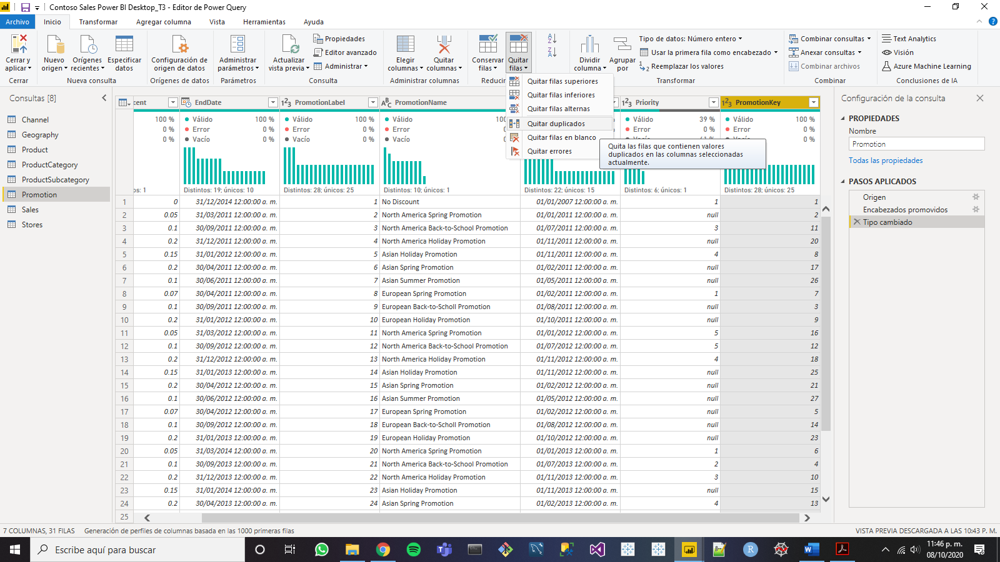 Contoso Sales Power BI Desktop_T3 - Editor de Power Query
Archivo Inicio Transformar Agregar columna Vista Herramientas Ayuda
Cerrar y aplicar
Cerrar
Nuevo origen
Orígenes recientes
Especificar datos
Nueva consulta
Configuración de origen de datos
Orígenes de datos
Administrar parámetros
Parámetros
Actualizar vista previa
Propiedades
Editor avanzado
Administrar
Consulta
Elegir columnas
Quitar columnas
Administrar columnas
Conservar filas
Quitar filas
Reducir
Dividir columna
Agrupar por
Tipo de datos: Número entero
Usar la primera fila como encabezado
Reemplazar los valores
Transformar
Combinar consultas
Anexar consultas
Combinar archivos
Combinar
Text Analytics
Visión
Azure Machine Learning
Conclusiones de IA
Quitar filas superiores
Quitar filas inferiores
Quitar filas alternas
Quitar duplicados
Quitar filas en blanco
Quitar errores
Quita las filas que contienen valores
duplicados en las columnas seleccionadas
actualmente.
Consultas [8]
Channel
Geography
Product
ProductCategory
ProductSubcategory
Promotion
Sales
Stores
cent EndDate PromotionLabel PromotionName Priority PromotionKey
100 % Válido 100 % Válido 100 % Válido 100 Válido 39 % Válido 100 %
0 % Error 0 % Error 0 % Error 0 Error 0 % Error 0 %
0 % Vacío 0 % Vacío 0 % Vacío 0 0 %
os: 1 Distintos: 19; únicos: 10 Distintos: 28; únicos: 25 Distintos: 10; únicos: 1 Distintos: 22; únicos: 15 Distintos: 6; únicos: 1 Distintos: 28; únicos: 25
1 0 31/12/2014 12:00:00 a. m. 1 No Discount 01/01/2007 12:00:00 a. m. 1 1
2 0.05 31/03/2011 12:00:00 a. m. 2 North America Spring Promotion 01/01/2011 12:00:00 a. m. null 2
3 0.1 30/09/2011 12:00:00 a. m. 3 North America Back-to-School Promotion 01/07/2011 12:00:00 a. m. 3 11
4 0.2 31/12/2011 12:00:00 a. m. 4 North America Holiday Promotion 01/11/2011 12:00:00 a. m. null 20
5 0.15 31/01/2012 12:00:00 a. m. 5 Asian Holiday Promotion 01/11/2011 12:00:00 a. m. 4 8
6 0.2 30/04/2011 12:00:00 a. m. 6 Asian Spring Promotion 01/02/2011 12:00:00 a. m. null 17
7 0.1 30/06/2011 12:00:00 a. m. 7 Asian Summer Promotion 01/05/2011 12:00:00 a. m. null 26
8 0.07 30/04/2011 12:00:00 a. m. 8 European Spring Promotion 01/02/2011 12:00:00 a. m. 1 7
9 0.1 30/09/2011 12:00:00 a. m. 9 European Back-to-Scholl Promotion 01/08/2011 12:00:00 a. m. null 3
10 0.2 31/01/2012 12:00:00 a. m. 10 European Holiday Promotion 01/10/2011 12:00:00 a. m. null 9
11 0.05 31/03/2012 12:00:00 a. m. 11 North America Spring Promotion 01/01/2012 12:00:00 a. m. 5 16
12 0.1 30/09/2012 12:00:00 a. m. 12 North America Back-to-School Promotion 01/07/2012 12:00:00 a. m. 5 12
13 0.2 31/12/2012 12:00:00 a. m. 13 North America Holiday Promotion 01/11/2012 12:00:00 a. m. 4 18
14 0.15 31/01/2013 12:00:00 a. m. 14 Asian Holiday Promotion 01/11/2012 12:00:00 a. m. null 25
15 0.2 30/04/2012 12:00:00 a. m. 15 Asian Spring Promotion 01/02/2012 12:00:00 a. m. null 21
16 0.1 30/06/2012 12:00:00 a. m. 16 Asian Summer Promotion 01/05/2012 12:00:00 a. m. null 27
17 0.07 30/04/2012 12:00:00 a. m. 17 European Spring Promotion 01/02/2012 12:00:00 a. m. null 5
18 0.1 30/09/2012 12:00:00 a. m. 18 European Back-to-Scholl Promotion 01/08/2012 12:00:00 a. m. null 14
19 0.2 31/01/2013 12:00:00 a. m. 19 European Holiday Promotion 01/10/2012 12:00:00 a. m. null 23
20 0.05 31/03/2014 12:00:00 a. m. 20 North America Spring Promotion 01/01/2013 12:00:00 a. m. 1 6
21 0.1 30/09/2013 12:00:00 a. m. 21 North America Back-to-School Promotion 01/07/2013 12:00:00 a. m. 2 4
22 0.2 31/12/2013 12:00:00 a. m. 22 North America Holiday Promotion 01/11/2013 12:00:00 a. m. 3 10
23 0.15 31/01/2014 12:00:00 a. m. 23 Asian Holiday Promotion 01/11/2013 12:00:00 a. m. null 15
24 0.2 30/04/2013 12:00:00 a. m. 24 Asian Spring Promotion 01/02/2013 12:00:00 a. m. 4 13
25
Configuración de la consulta
PROPIEDADES
Nombre
Promotion
Todas las propiedades
PASOS APLICADOS
Origen
Encabezados promovidos
Tipo cambiado
7 COLUMNAS, 31 FILAS Generación de perfiles de columnas basada en las 1000 primeras filas VISTA PREVIA DESCARGADA A LAS 10:43 P. M.
Escribe aquí para buscar
11:46 p. m.
08/10/2020